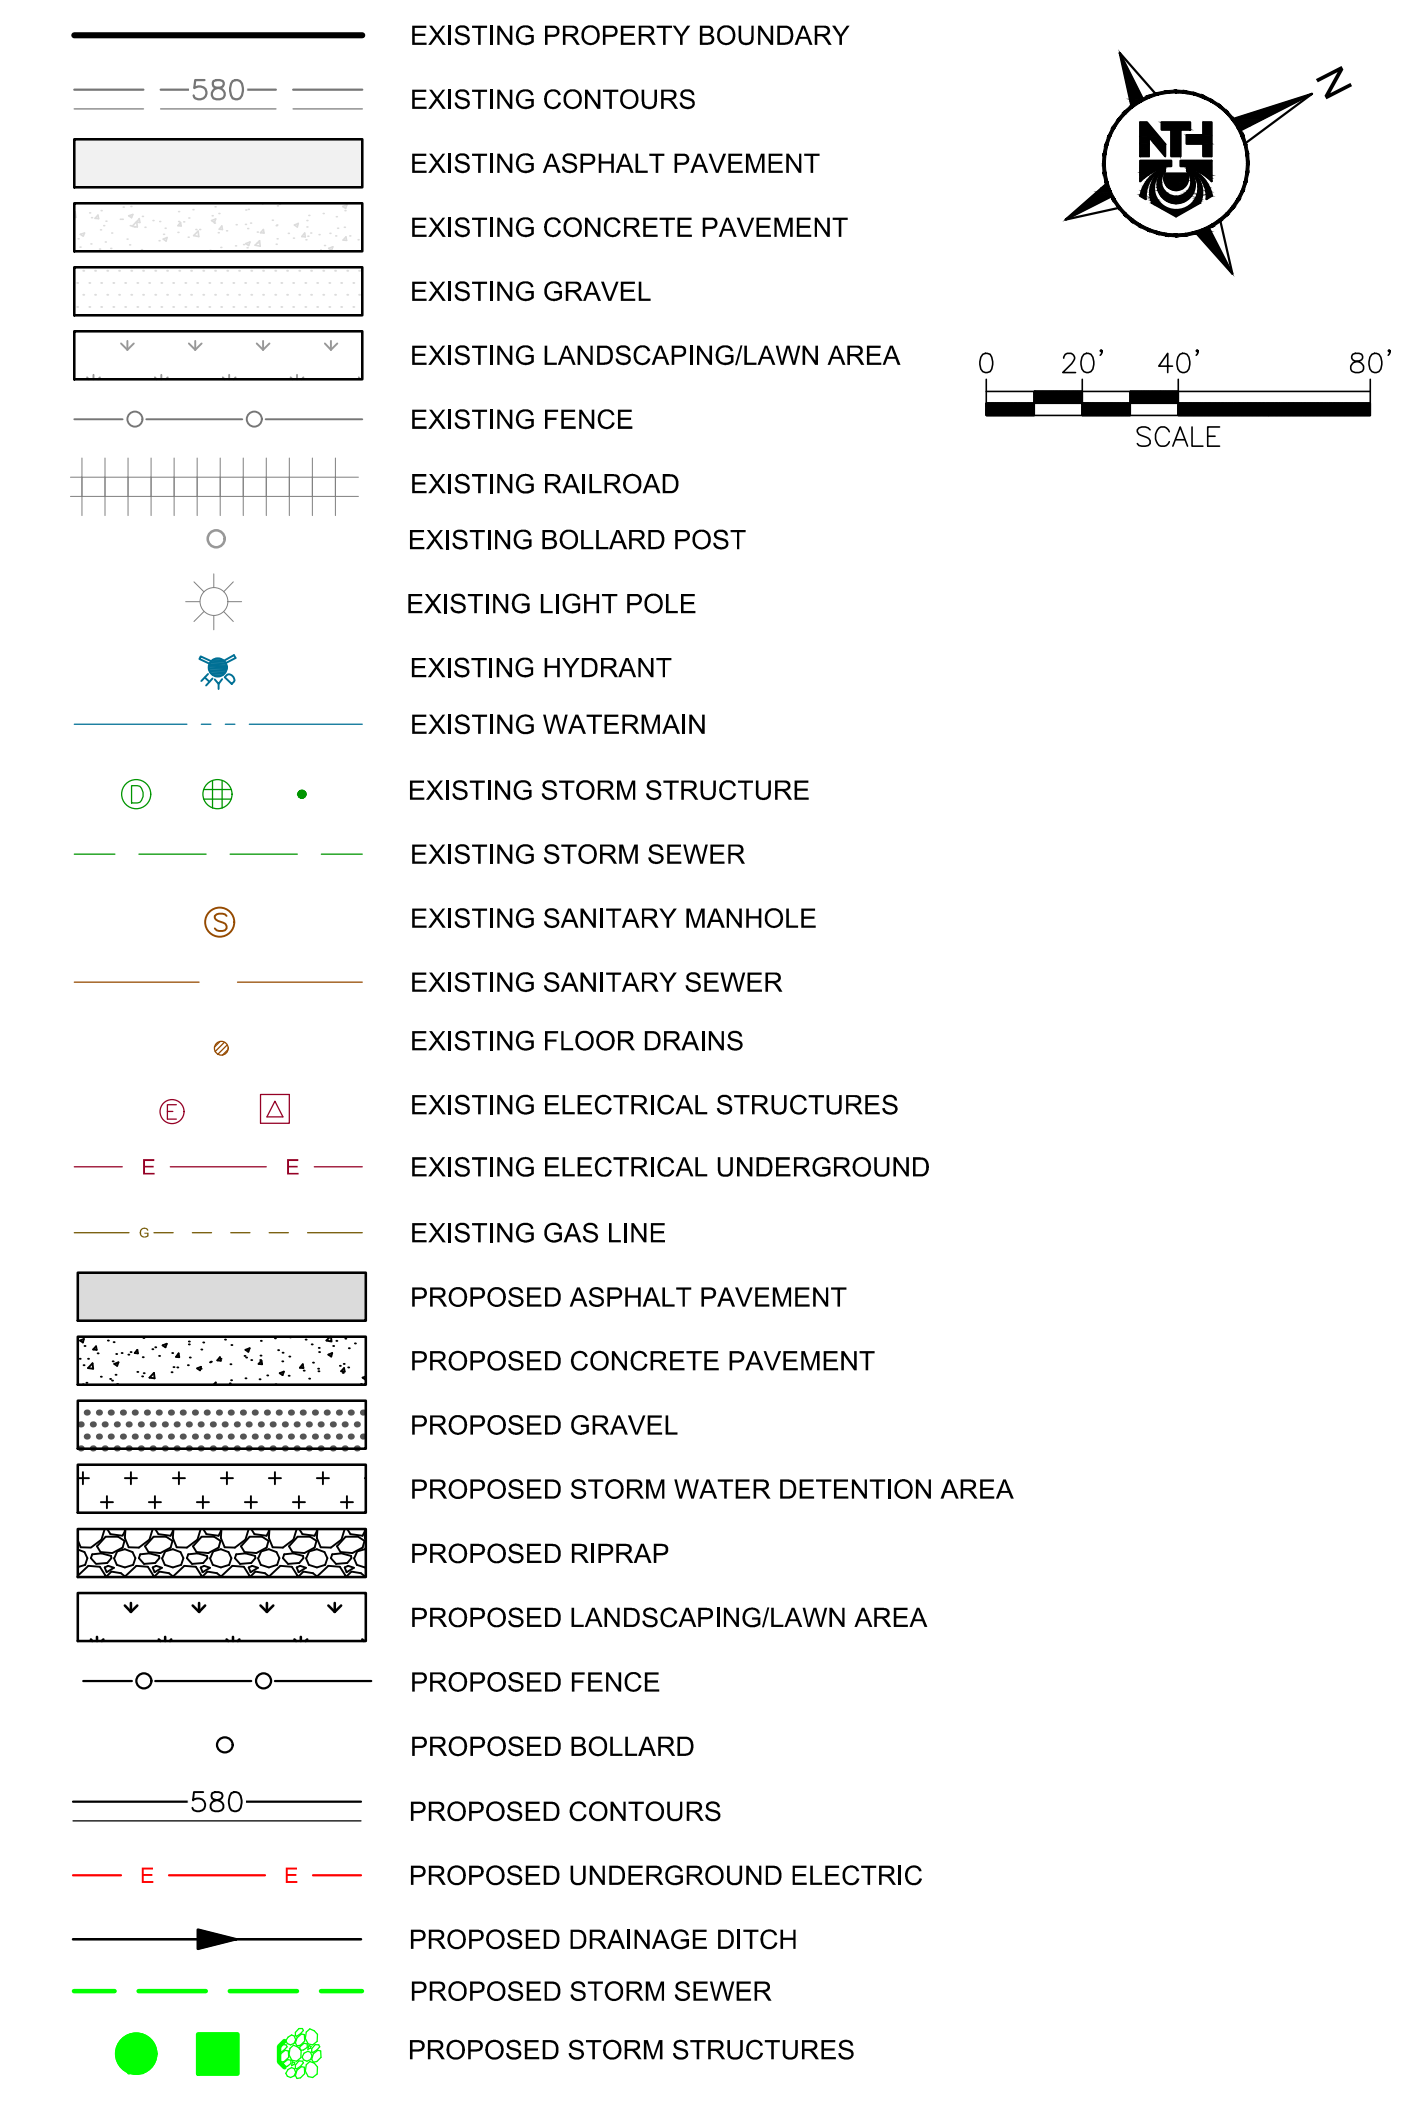 EXISTING PROPERTY BOUNDARY
580 EXISTING CONTOURS
EXISTING ASPHALT PAVEMENT
EXISTING CONCRETE PAVEMENT
EXISTING GRAVEL
EXISTING LANDSCAPING/LAWN AREA
EXISTING FENCE
EXISTING RAILROAD
EXISTING BOLLARD POST
EXISTING LIGHT POLE
HYD EXISTING HYDRANT
EXISTING WATERMAIN
D EXISTING STORM STRUCTURE
EXISTING STORM SEWER
S EXISTING SANITARY MANHOLE
EXISTING SANITARY SEWER
EXISTING FLOOR DRAINS
E EXISTING ELECTRICAL STRUCTURES
E E EXISTING ELECTRICAL UNDERGROUND
G EXISTING GAS LINE
PROPOSED ASPHALT PAVEMENT
PROPOSED CONCRETE PAVEMENT
PROPOSED GRAVEL
PROPOSED STORM WATER DETENTION AREA
PROPOSED RIPRAP
PROPOSED LANDSCAPING/LAWN AREA
PROPOSED FENCE
PROPOSED BOLLARD
580 PROPOSED CONTOURS
E E PROPOSED UNDERGROUND ELECTRIC
PROPOSED DRAINAGE DITCH
PROPOSED STORM SEWER
PROPOSED STORM STRUCTURES
N
NTH
0 20' 40' 80'
SCALE